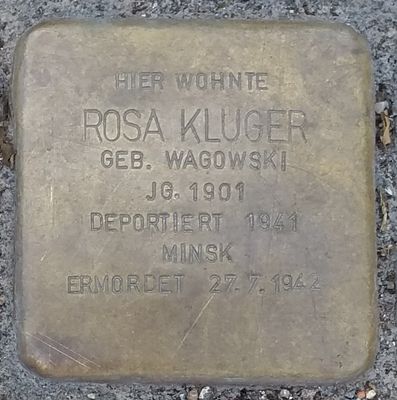 HIER WOHNTE
ROSA KLUGER
GEB. WAGOWSKI
JG. 1901
DEPORTIERT 1941
MINSK
ERMORDET 27.7.1942